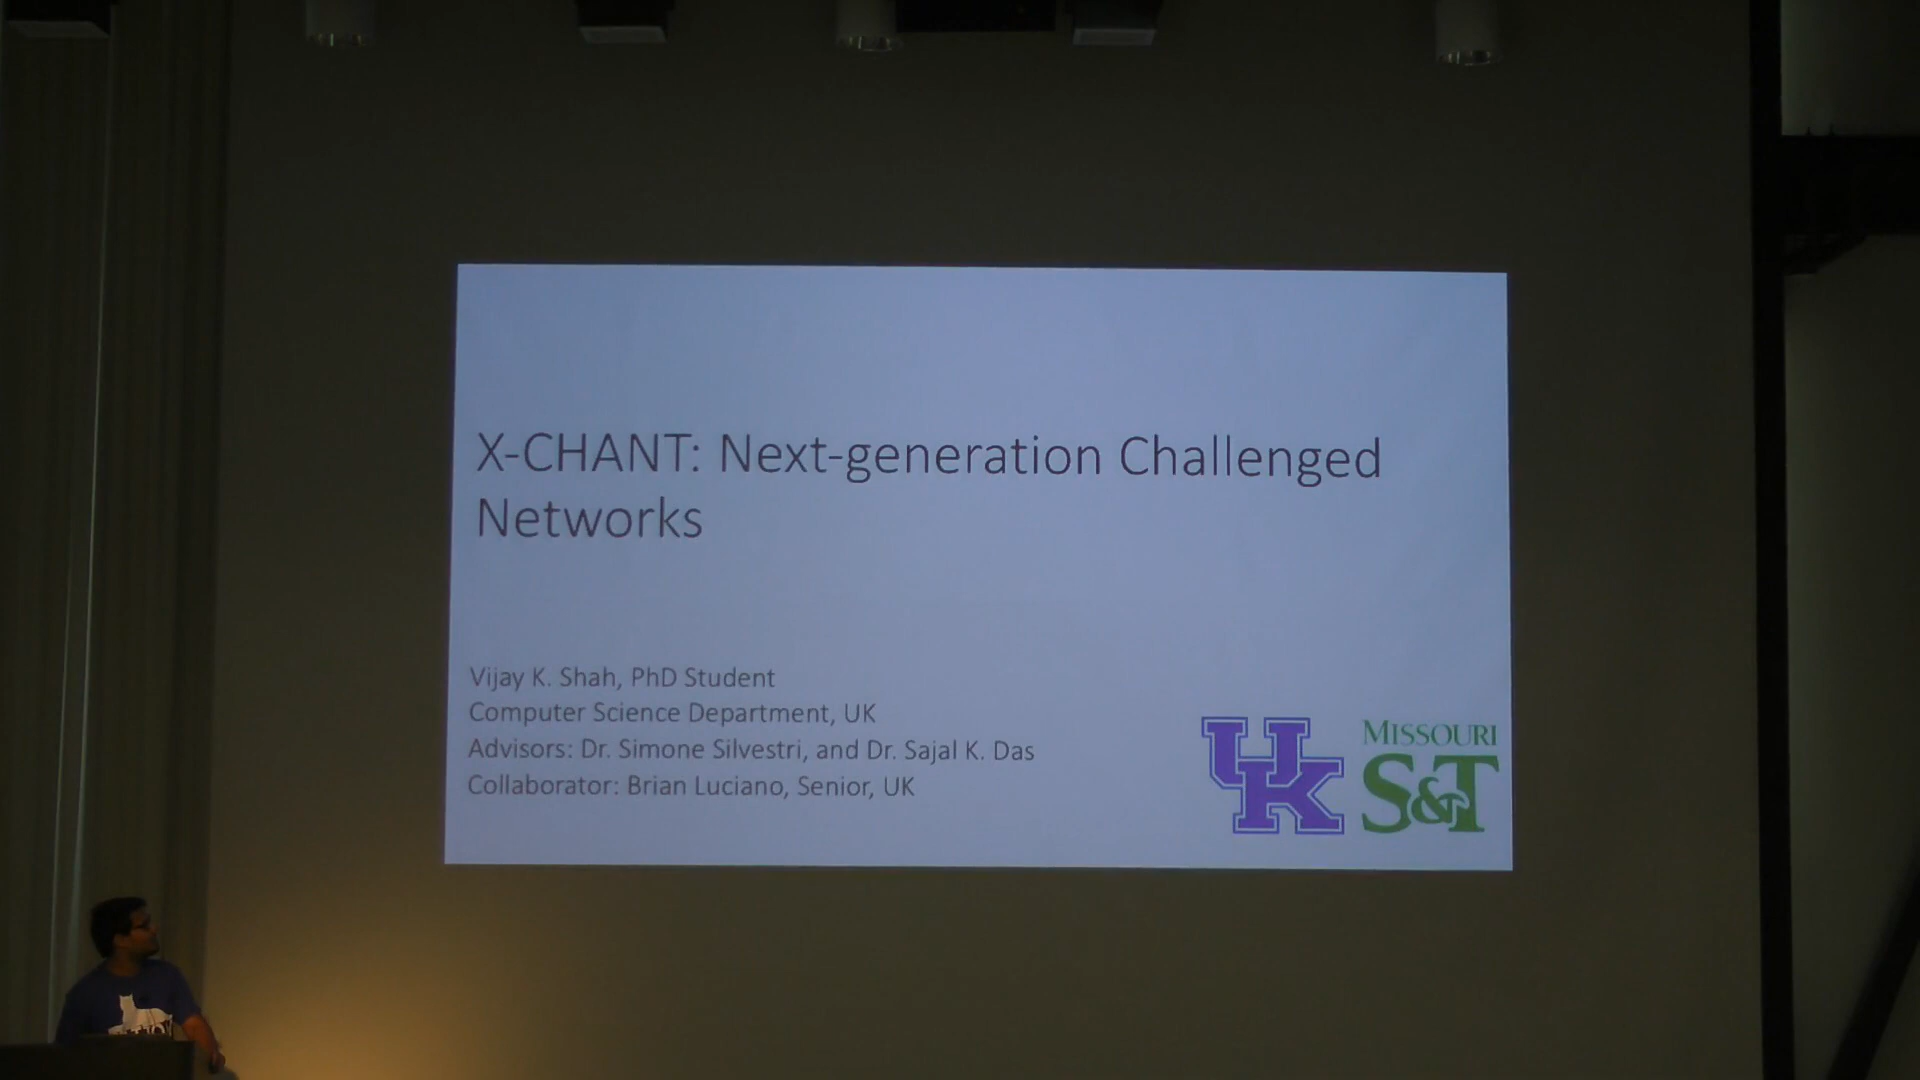 X-CHANT: Next-generation Challenged
Networks
Vijay K. Shah, PhD Student
Computer Science Department, UK
Advisors: Dr. Simone Silvestri, and Dr. Sajal K. Das
Collaborator: Brian Luciano, Senior, UK
UK
MISSOURI
S&T